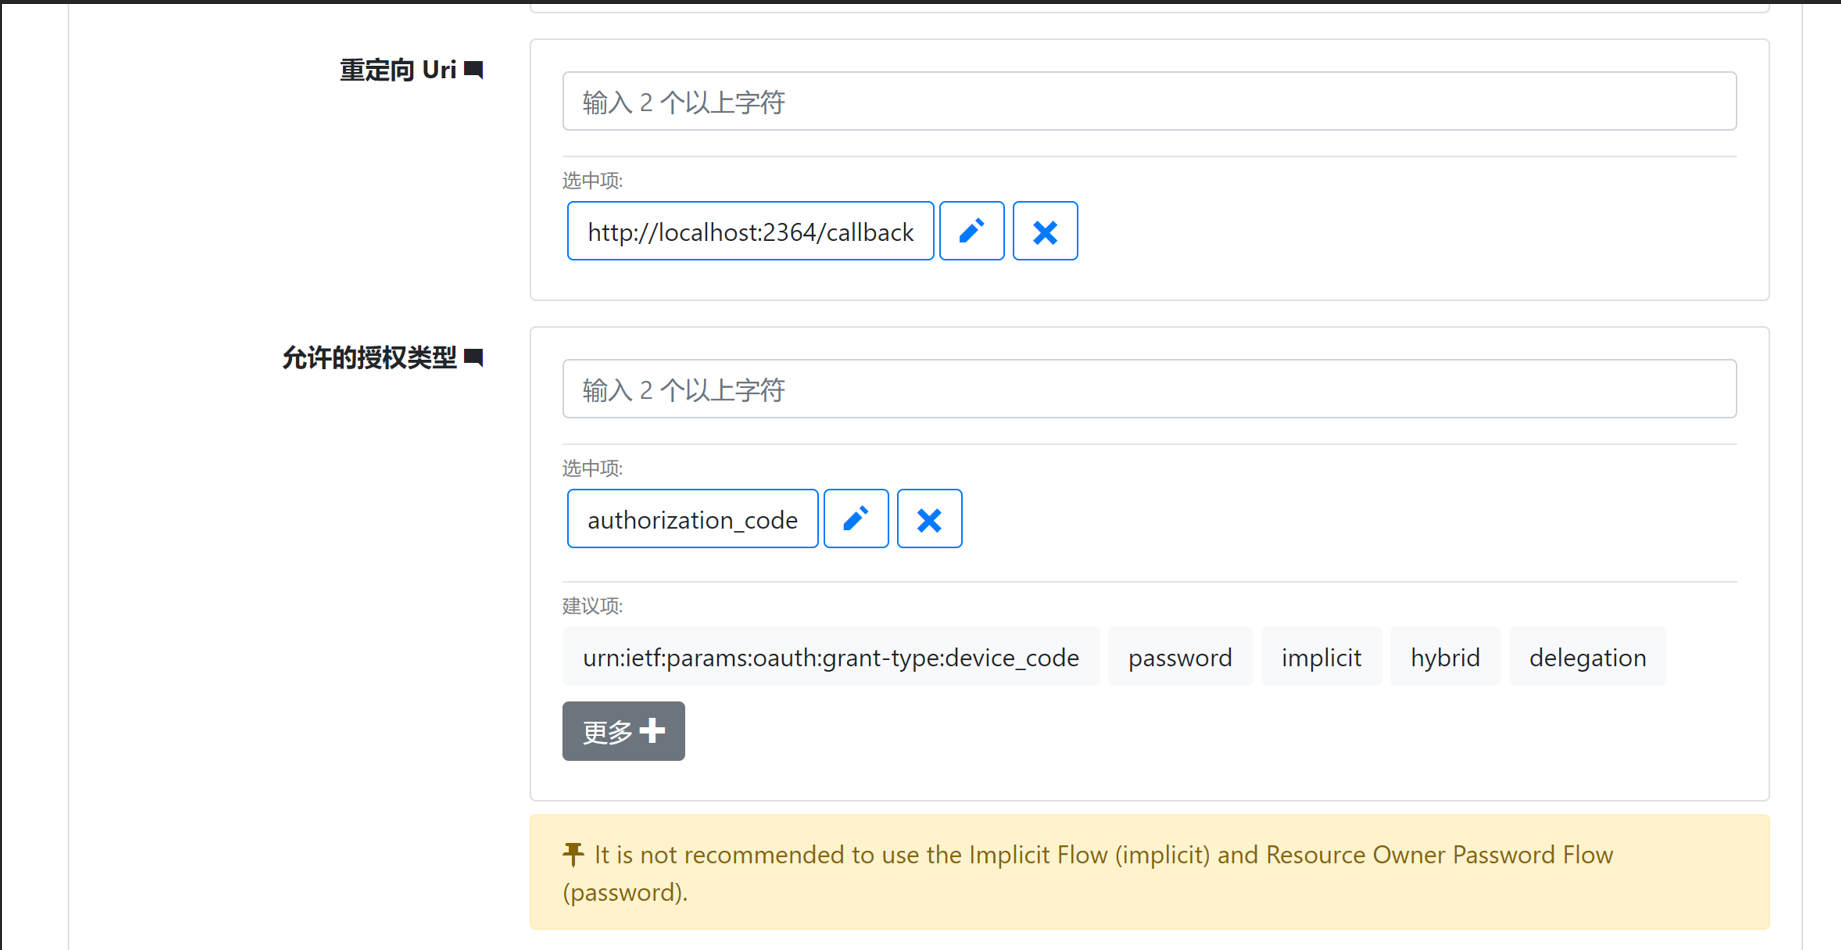 重定向 Uri
输入 2 个以上字符
选中项:
http://localhost:2364/callback
允许的授权类型
输入 2 个以上字符
选中项:
authorization_code
建议项:
urn:ietf:params:oauth:grant-type:device_code password implicit hybrid delegation
更多
It is not recommended to use the Implicit Flow (implicit) and Resource Owner Password Flow
(password).